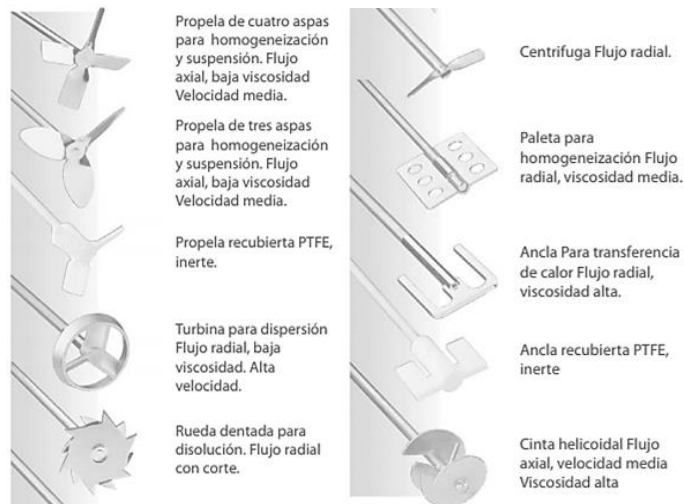 Propela de cuatro aspas
para homogeneización
y suspensión. Flujo
axial, baja viscosidad
Velocidad media.
Propela de tres aspas
para homogeneización
y suspensión. Flujo
axial, baja viscosidad
Velocidad media.
Propela recubierta PTFE,
inerte.
Turbina para dispersión
Flujo radial, baja
viscosidad. Alta
velocidad.
Rueda dentada para
disolución. Flujo radial
con corte.
Centrifuga Flujo radial.
Paleta para
homogeneización Flujo
radial, viscosidad media.
Ancla Para transferencia
de calor Flujo radial,
viscosidad alta.
Ancla recubierta PTFE,
inerte
Cinta helicoidal Flujo
axial, velocidad media
Viscosidad alta